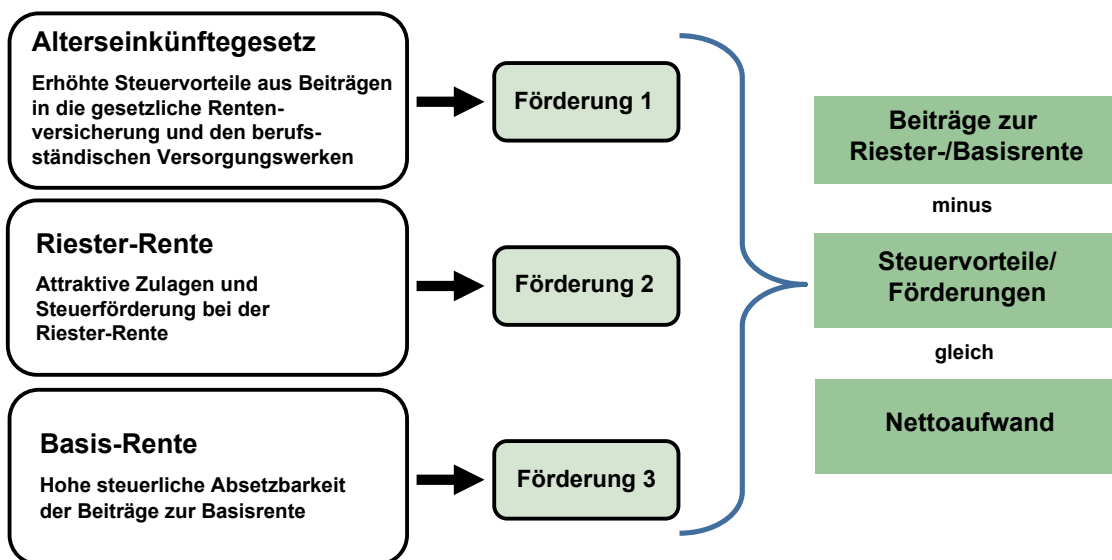 Alterseinkünftegesetz
Erhöhte Steuervorteile aus Beiträgen
in die gesetzliche Renten-
versicherung und den berufs-
ständischen Versorgungswerken
Förderung 1
Riester-Rente
Attraktive Zulagen und
Steuerförderung bei der
Riester-Rente
Förderung 2
Basis-Rente
Hohe steuerliche Absetzbarkeit
der Beiträge zur Basisrente
Förderung 3
Beiträge zur
Riester-/Basisrente
minus
Steuervorteile/
Förderungen
gleich
Nettoaufwand